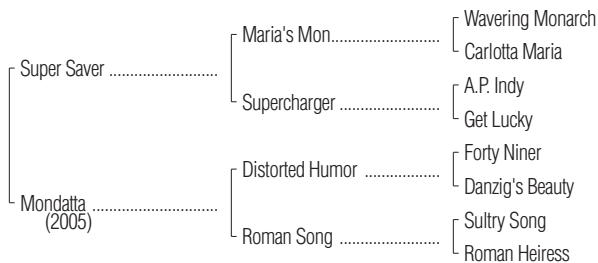 Wavering Monarch
Maria's Mon..............................
Carlotta Maria
Super Saver ..............................
A.P. Indy
Supercharger ............................
Get Lucky
Forty Niner
Distorted Humor .....................
Danzig's Beauty
Mondatta ...................................
(2005)
Sultry Song
Roman Song ............................
Roman Heiress